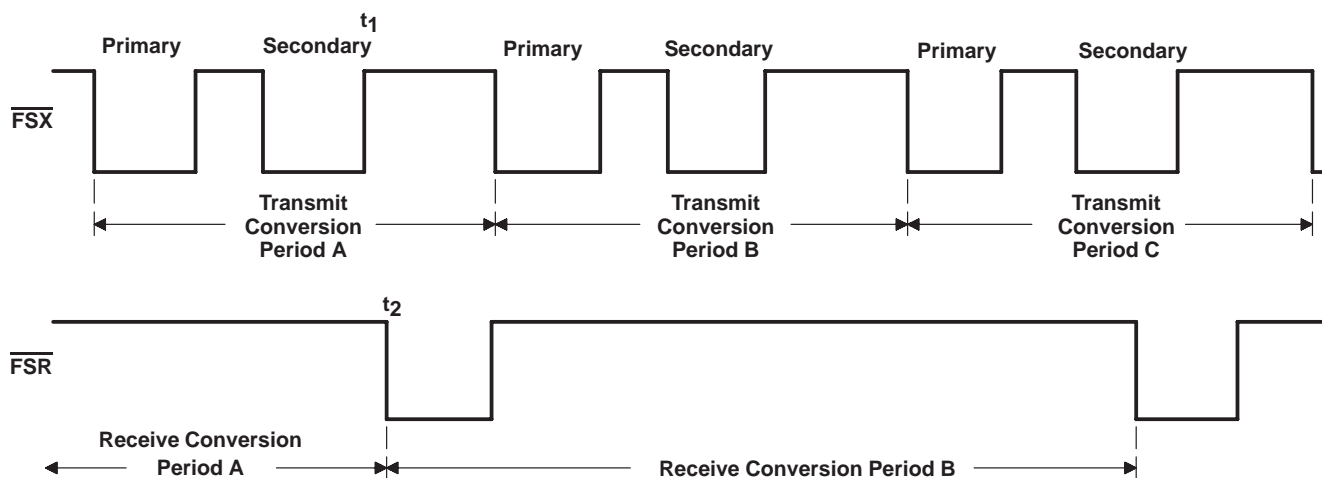 t1
Primary Secondary Primary Secondary Primary Secondary
FSX
Transmit Conversion Period A
Transmit Conversion Period B
Transmit Conversion Period C
t2
FSR
Receive Conversion Period A
Receive Conversion Period B